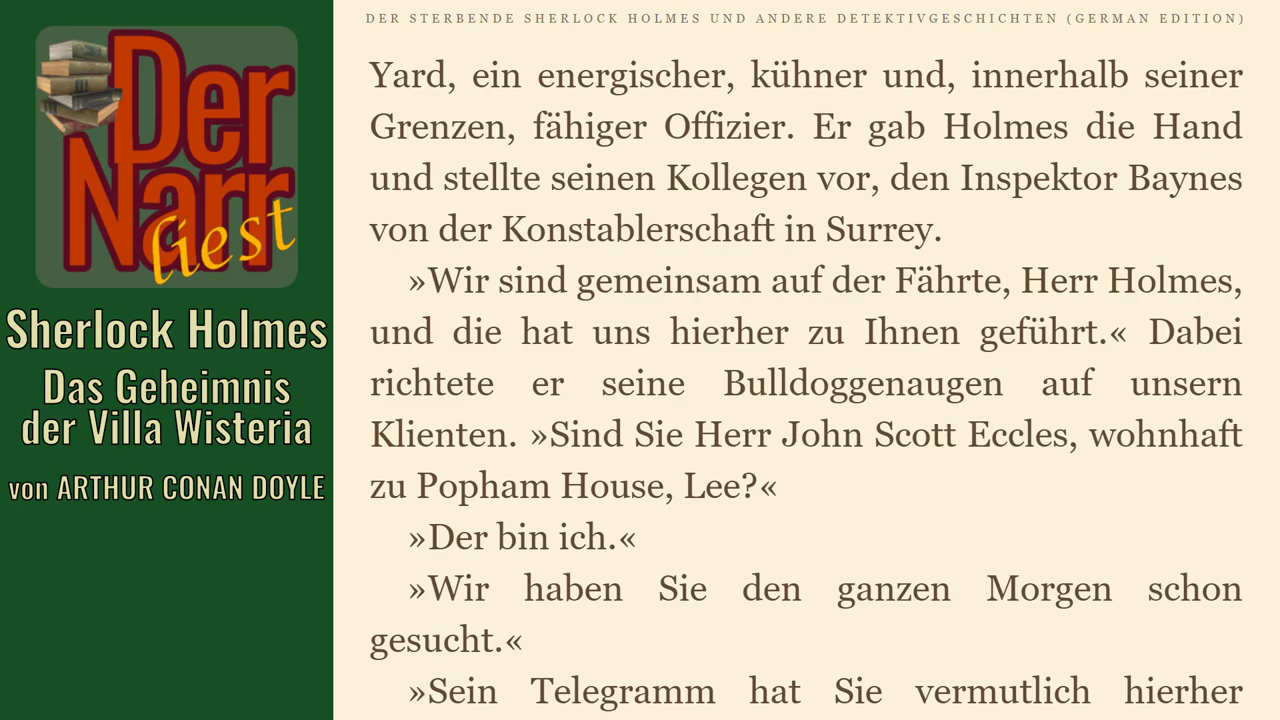 Der
Narr
liest
Sherlock Holmes
Das Geheimnis
der Villa Wisteria
von ARTHUR CONAN DOYLE
DER STERBENDE SHERLOCK HOLMES UND ANDERE DETEKTIVGESCHICHTEN (GERMAN EDITION)
Yard, ein energischer, kühner und, innerhalb seiner
Grenzen, fähiger Offizier. Er gab Holmes die Hand
und stellte seinen Kollegen vor, den Inspektor Baynes
von der Konstablerschaft in Surrey.
»Wir sind gemeinsam auf der Fährte, Herr Holmes,
und die hat uns hierher zu Ihnen geführt.« Dabei
richtete er seine Bulldoggenaugen auf unsern
Klienten. »Sind Sie Herr John Scott Eccles, wohnhaft
zu Popham House, Lee?«
»Der bin ich.«
»Wir haben Sie den ganzen Morgen schon
gesucht.«
»Sein Telegramm hat Sie vermutlich hierher